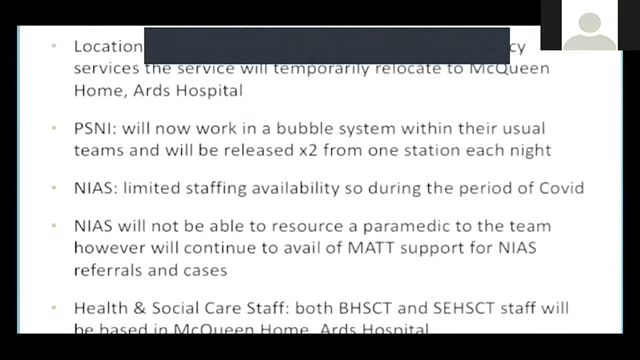 Location cy
services the service will temporarily relocate to McQueen
Home, Ards Hospital
PSNI: will now work in a bubble system within their usual
teams and will be released x2 from one station each night
NIAS: limited staffing availability so during the period of Covid
NIAS will not be able to resource a paramedic to the team
however will continue to avail of MATT support for NIAS
referrals and cases
Health & Social Care Staff: both BHSCT and SEHSCT staff will
be based in McQueen Home, Ards Hospital